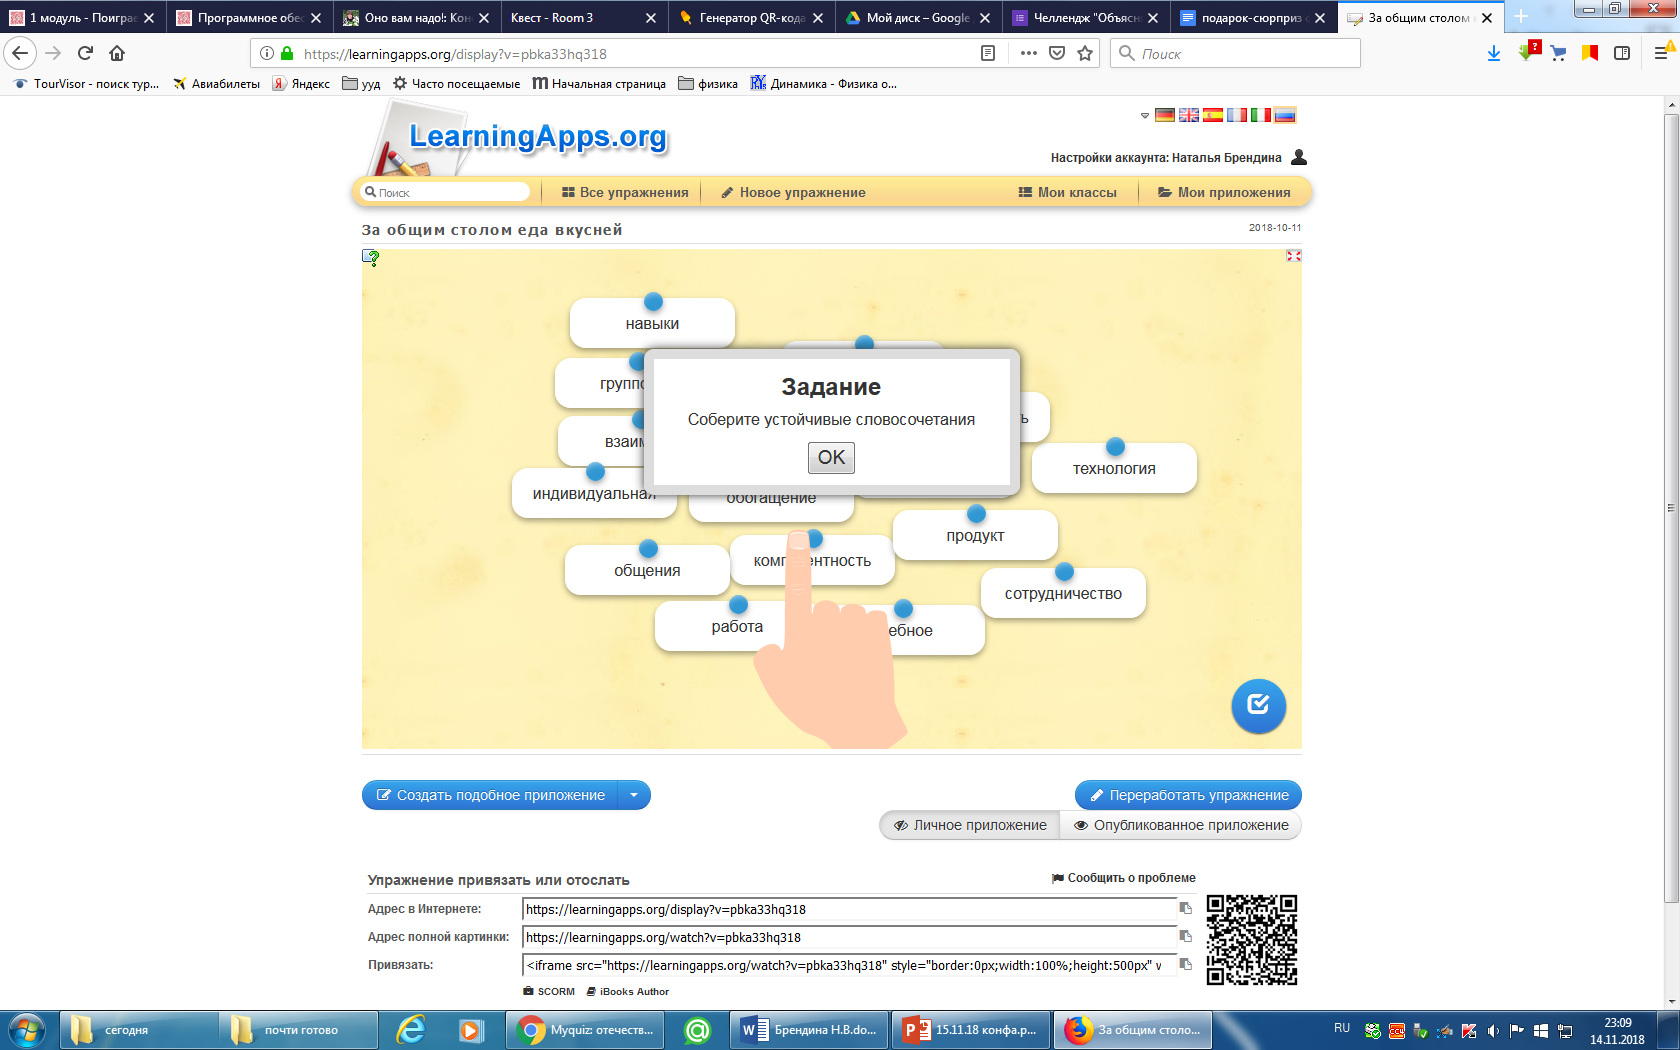 1 модуль - Поиграе
Программное обес
Оно вам надо!: Кон
Квест - Room 3
Генератор QR-кода
Мой диск – Google
Челлендж "Объясн
подарок-сюрприз
За общим столом
https://learningapps.org/display?v=pbka33hq318
Поиск
TourVisor - поиск тур...
Авиабилеты
Яндекс
ууд
Часто посещаемые
Начальная страница
физика
Динамика - Физика о...
LearningApps.org
Настройки аккаунта: Наталья Брендина
Поиск
Все упражнения
Новое упражнение
Мои классы
Мои приложения
За общим столом еда вкусней
2018-10-11
навыки
Задание
Соберите устойчивые словосочетания
OK
технология
индивидуальная
обогащение
продукт
общения
сотрудничество
работа
ебное
Создать подобное приложение
Переработать упражнение
Личное приложение
Опубликованное приложение
Упражнение привязать или отослать
Сообщить о проблеме
Адрес в Интернете:
https://learningapps.org/display?v=pbka33hq318
Адрес полной картинки:
https://learningapps.org/watch?v=pbka33hq318
Привязать:
<iframe src="https://learningapps.org/watch?v=pbka33hq318" style="border:0px;width:100%;height:500px" w
SCORM
iBooks Author
сегодня
почти готово
Myquiz: отечеств...
Брендина Н.В.do...
15.11.18 конфа.p...
За общим столо...
RU
23:09
14.11.2018